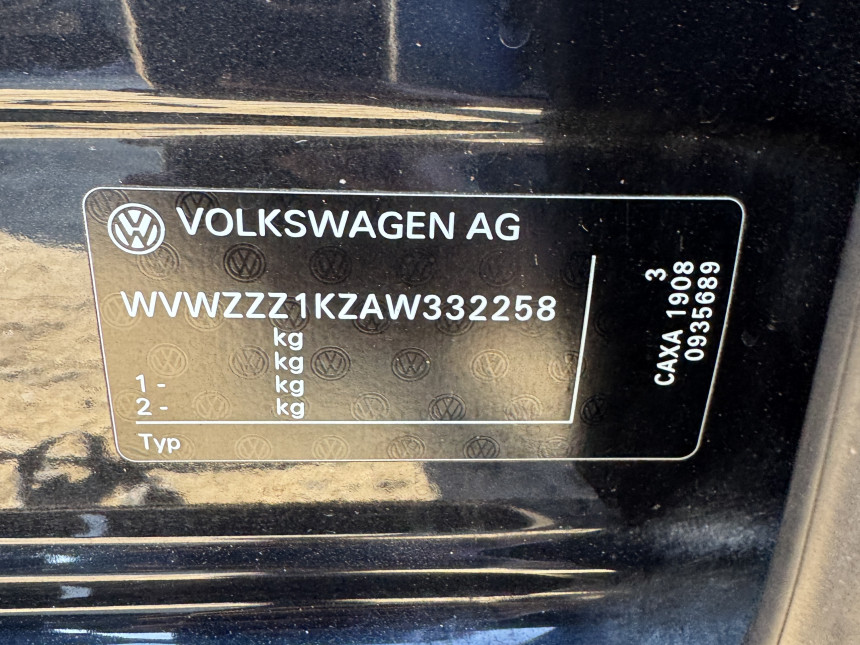 VOLKSWAGEN AG
WVWZZZ1KZAW332258
kg
kg
1 - kg
2 - kg
Typ
3
CAXA 1908
0935689